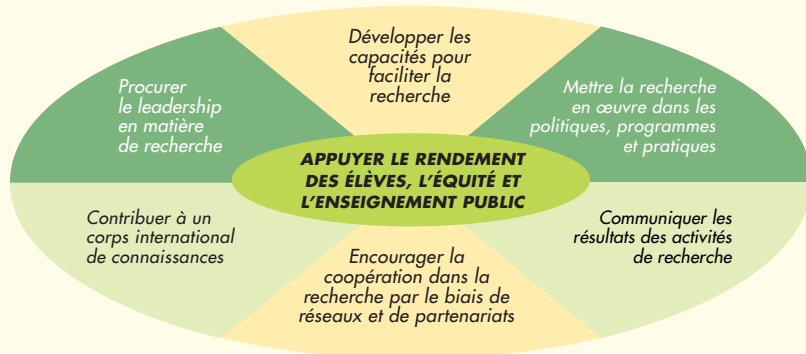 Développer les
capacités pour
faciliter la
recherche
Procurer
le leadership
en matière
de recherche
Mettre la recherche
en œuvre dans les
politiques, programmes
et pratiques
APPUYER LE RENDEMENT
DES ÉLÈVES, L'ÉQUITÉ ET
L'ENSEIGNEMENT PUBLIC
Contribuer à un
corps international
de connaissances
Communiquer les
résultats des activités
de recherche
Encourager la
coopération dans la
recherche par le biais de
réseaux et de partenariats